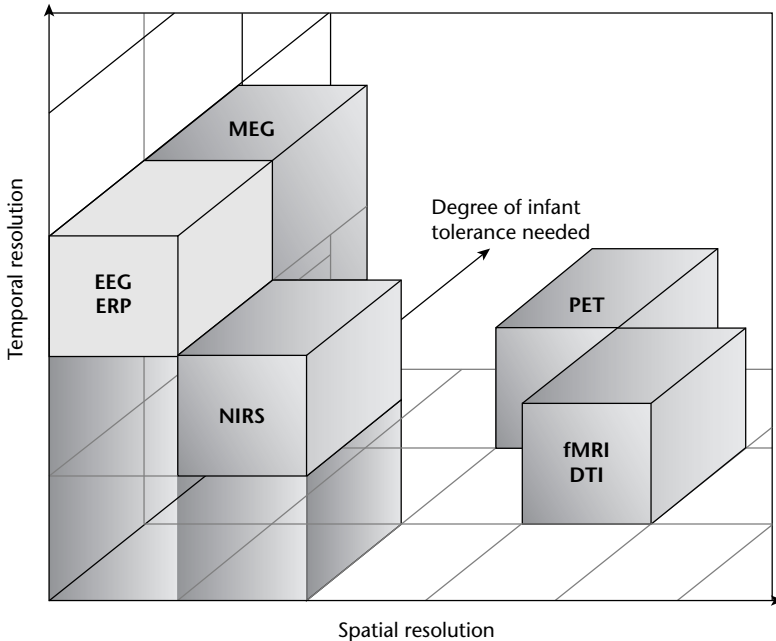 MEG
Degree of infant
tolerance needed
EEG
ERP
PET
NIRS
fMRI
DTI
Temporal resolution
Spatial resolution